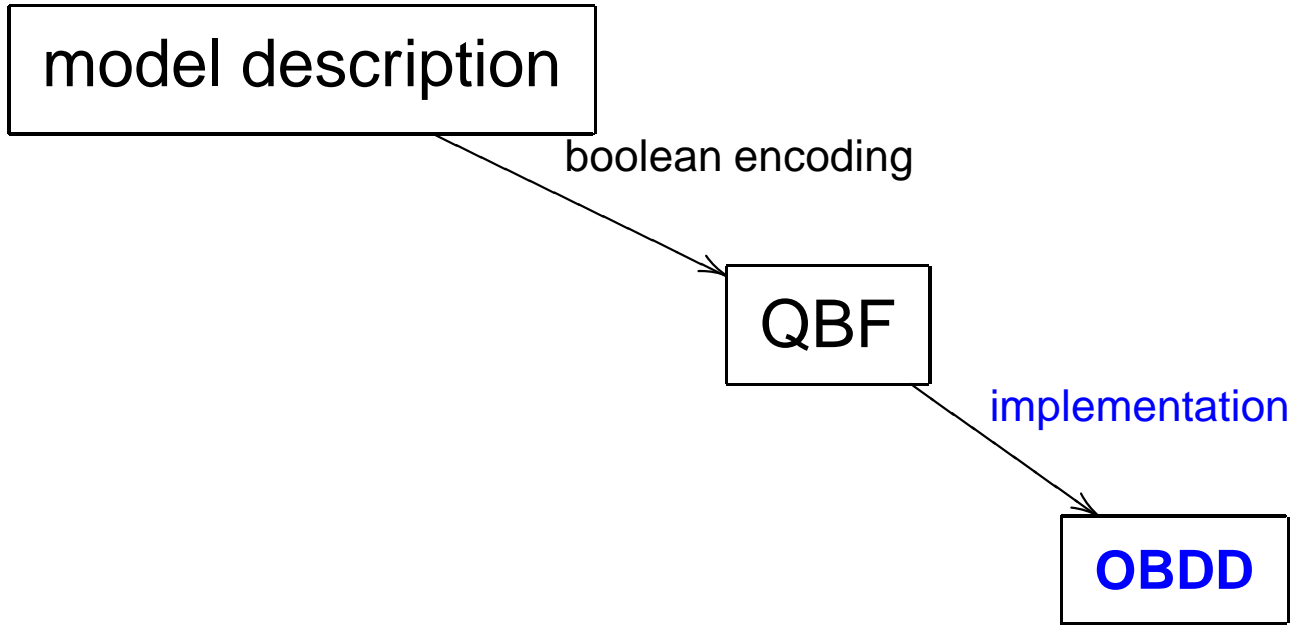 model description
boolean encoding
QBF
implementation
OBDD